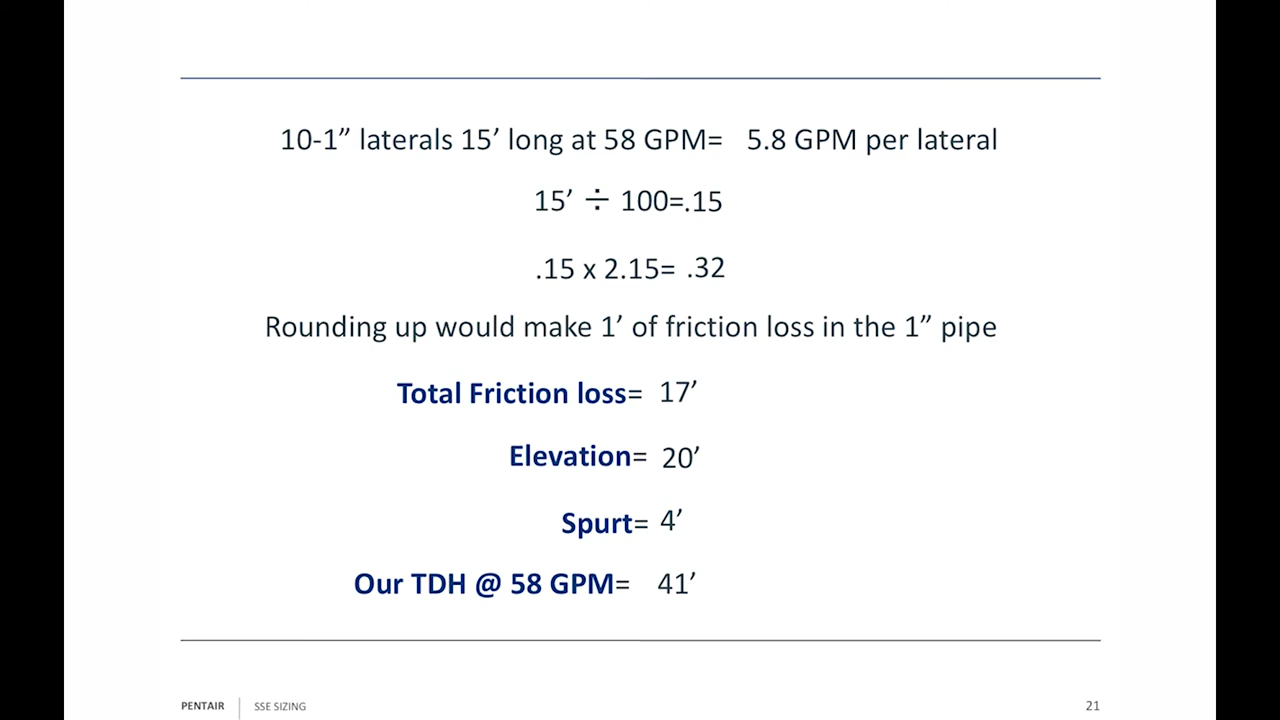 10-1” laterals 15’ long at 58 GPM= 5.8 GPM per lateral
15’ ÷ 100=.15
.15 x 2.15= .32
Rounding up would make 1’ of friction loss in the 1” pipe
Total Friction loss= 17’
Elevation= 20’
Spurt= 4’
Our TDH @ 58 GPM= 41’
PENTAIR SSE SIZING 21